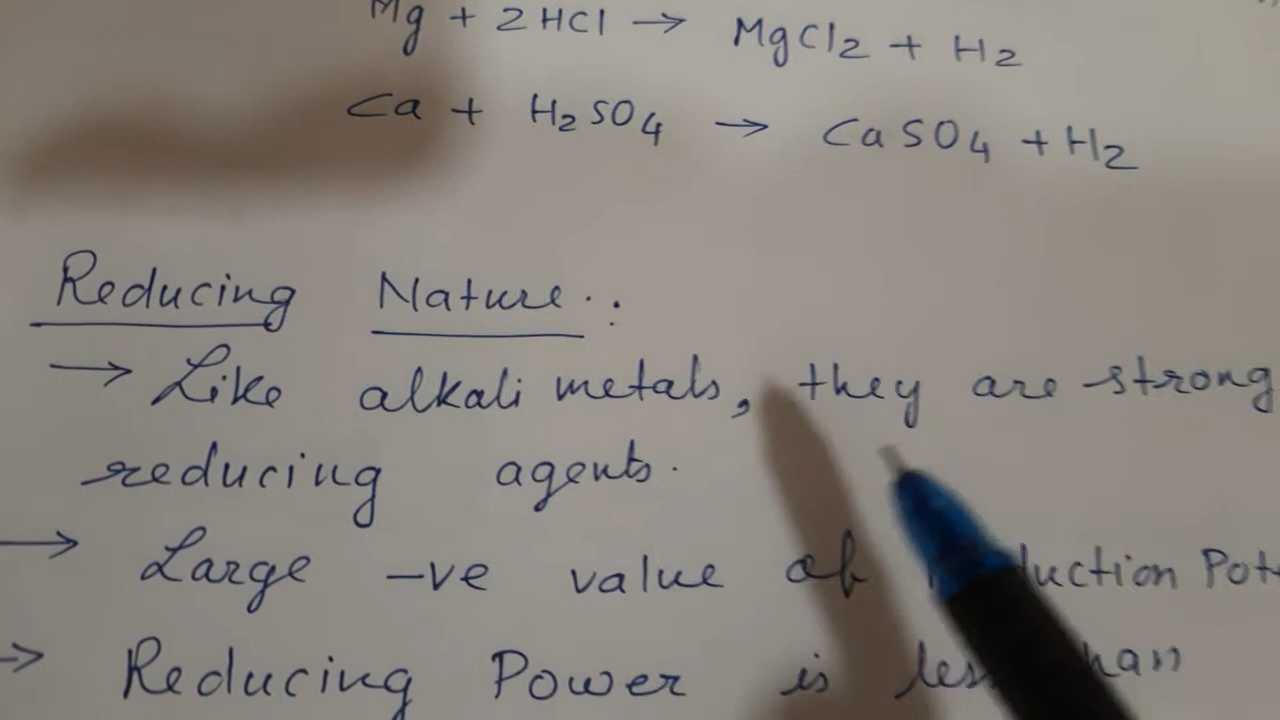 Mg + 2HCl → MgCl2 + H2
Ca + H2SO4 → CaSO4 + H2
Reducing Nature :
→ Like alkali metals, they are strong
reducing agents.
→ Large -ve value of
→ Reducing Power is